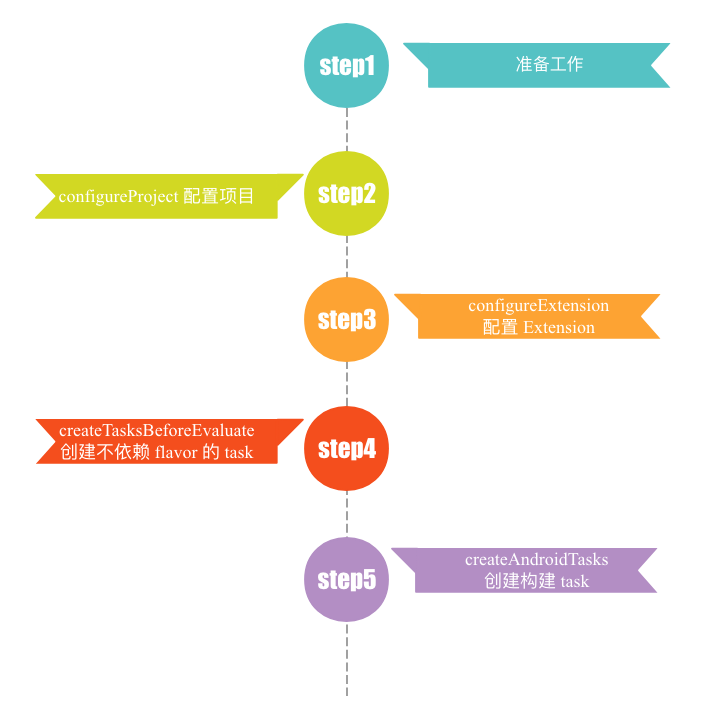 step1
准备工作
configureProject 配置项目
step2
step3
configureExtension
配置 Extension
createTasksBeforeEvaluate
创建不依赖 flavor 的 task
step4
step5
createAndroidTasks
创建构建 task